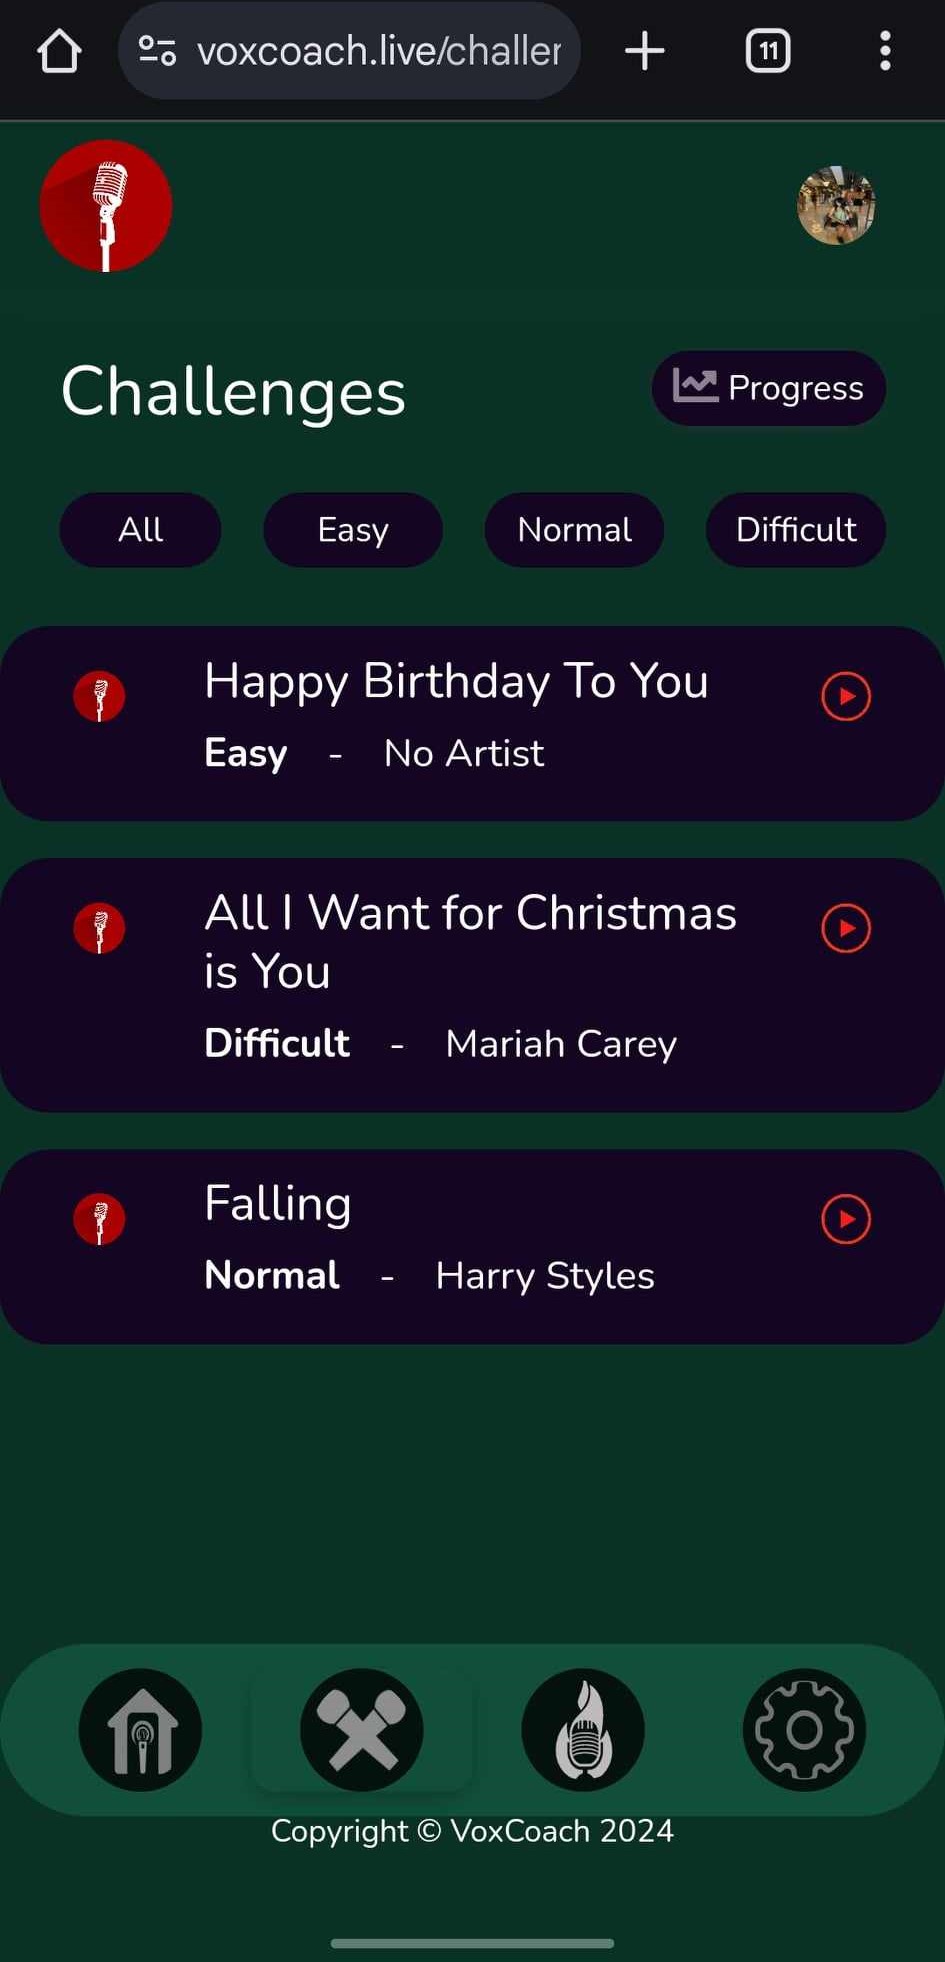 voxcoach.live/challer
11
Challenges
Progress
All Easy Normal Difficult
Happy Birthday To You
Easy - No Artist
All I Want for Christmas
is You
Difficult - Mariah Carey
Falling
Normal - Harry Styles
Copyright © VoxCoach 2024